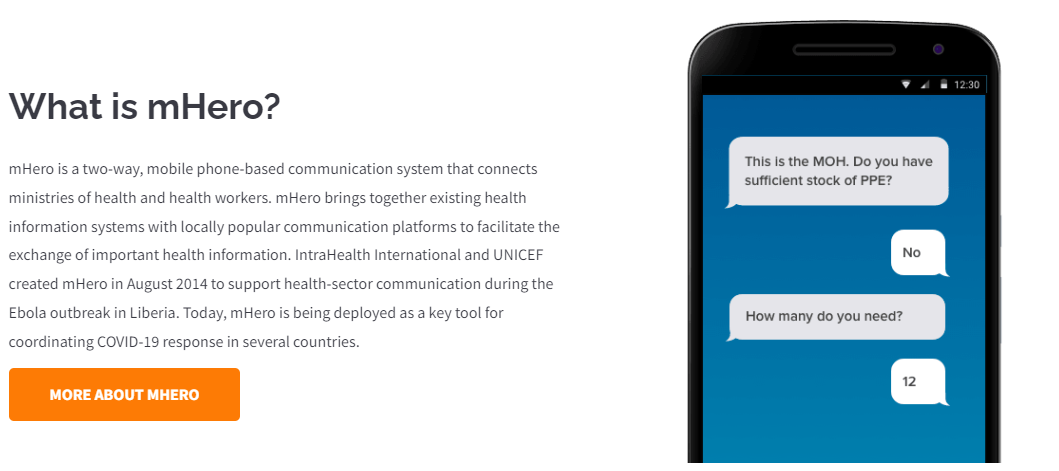 What is mHero?
mHero is a two-way, mobile phone-based communication system that connects
ministries of health and health workers. mHero brings together existing health
information systems with locally popular communication platforms to facilitate the
exchange of important health information. IntraHealth International and UNICEF
created mHero in August 2014 to support health-sector communication during the
Ebola outbreak in Liberia. Today, mHero is being deployed as a key tool for
coordinating COVID-19 response in several countries.
MORE ABOUT MHERO
12:30
This is the MOH. Do you have
sufficient stock of PPE?
No
How many do you need?
12